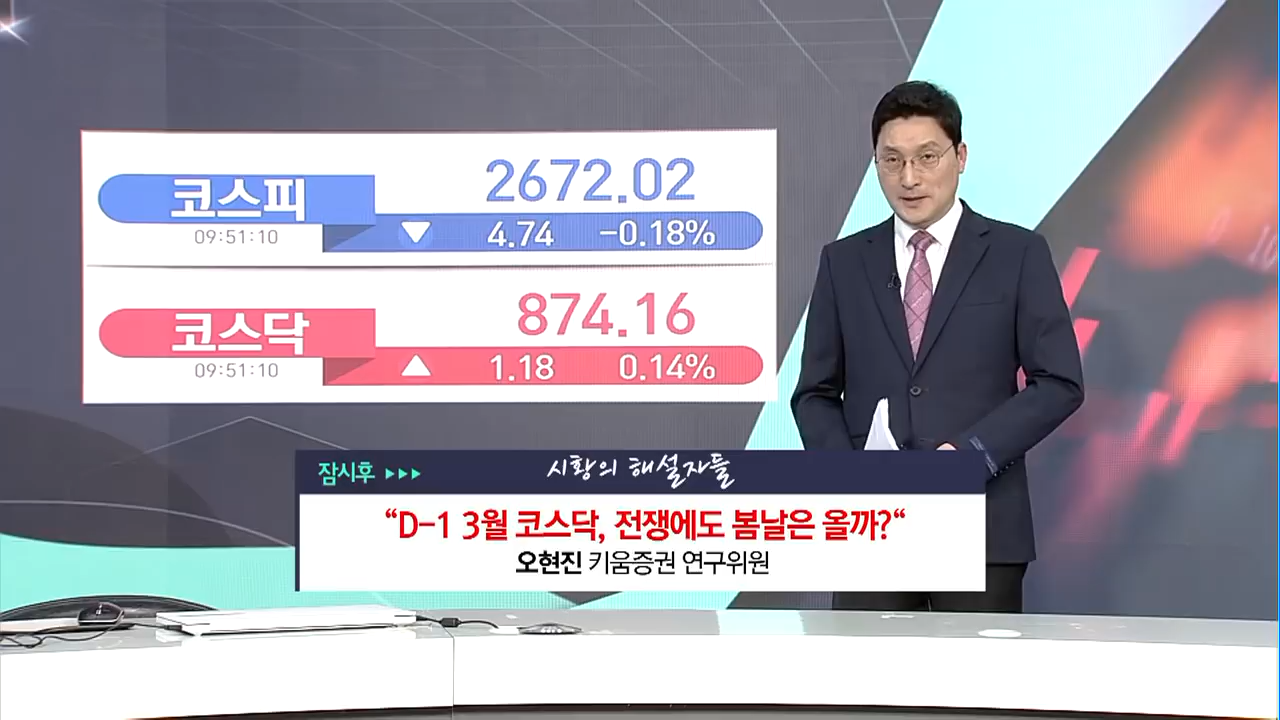 코스피
2672.02
09:51:10
▼ 4.74 -0.18%
코스닥
874.16
09:51:10
▲ 1.18 0.14%
잠시후 ▶▶▶
시황의 해설자들
“D-1 3월 코스닥, 전쟁에도 봄날은 올까?“
오현진 키움증권 연구위원